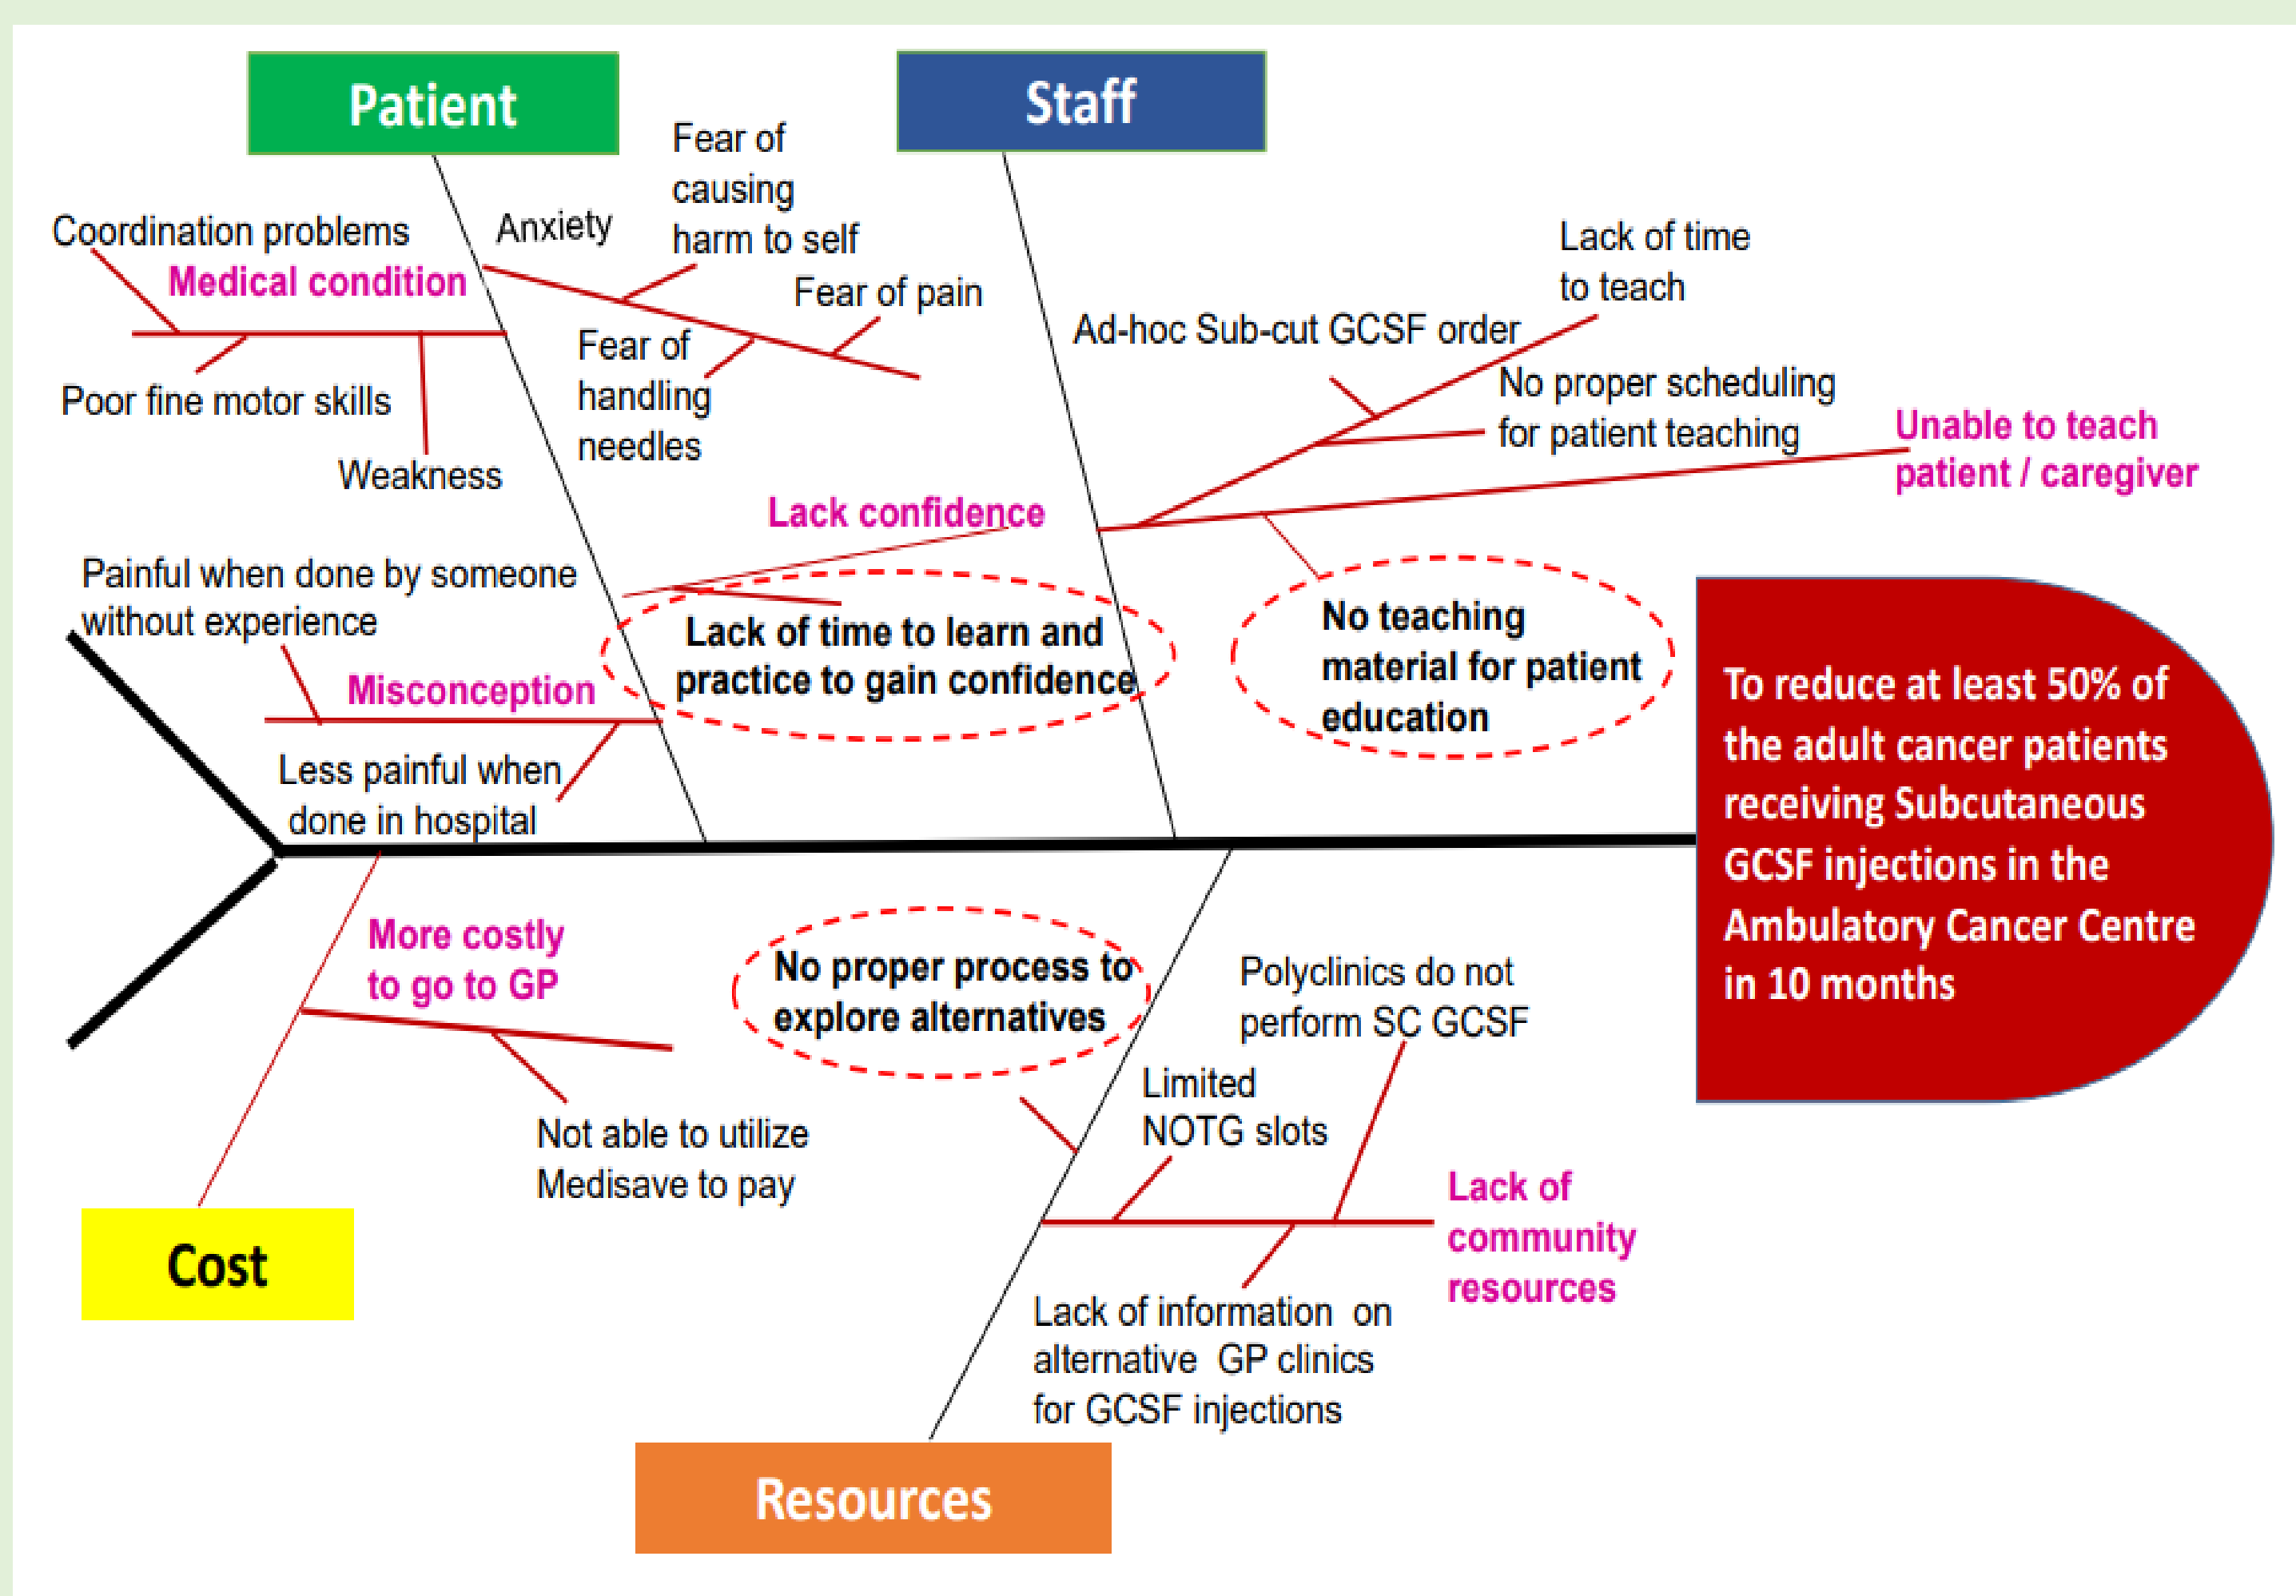 Patient
Staff
Coordination problems
Medical condition
Poor fine motor skills
Weakness
Anxiety
Fear of
causing
harm to self
Fear of pain
Fear of
handling
needles
Lack confidence
Lack of time to learn and
practice to gain confidence
Painful when done by someone
without experience
Misconception
Less painful when
done in hospital
Lack of time
to teach
Ad-hoc Sub-cut GCSF order
No proper scheduling
for patient teaching
Unable to teach
patient / caregiver
No teaching
material for patient
education
To reduce at least 50% of
the adult cancer patients
receiving Subcutaneous
GCSF injections in the
Ambulatory Cancer Centre
in 10 months
More costly
to go to GP
Not able to utilize
Medisave to pay
Cost
No proper process to
explore alternatives
Polyclinics do not
perform SC GCSF
Limited
NOTG slots
Lack of
community
resources
Lack of information on
alternative GP clinics
for GCSF injections
Resources